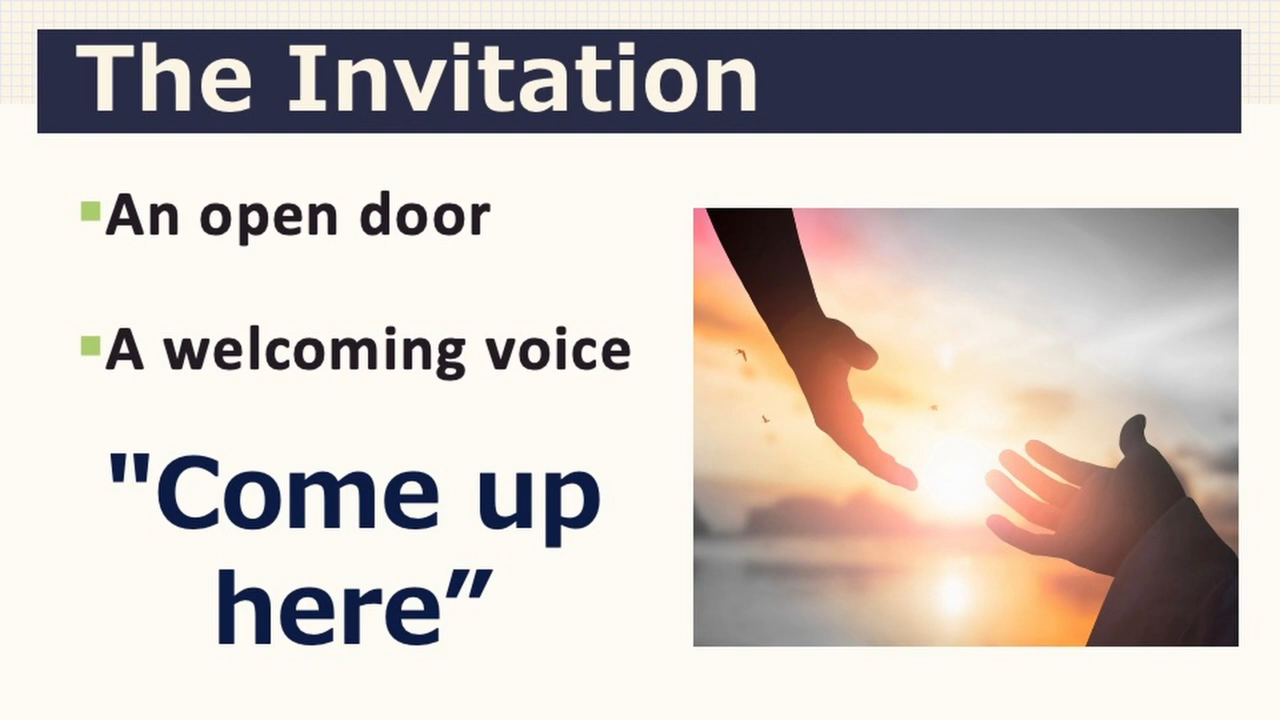 The Invitation
An open door
A welcoming voice
"Come up
here”